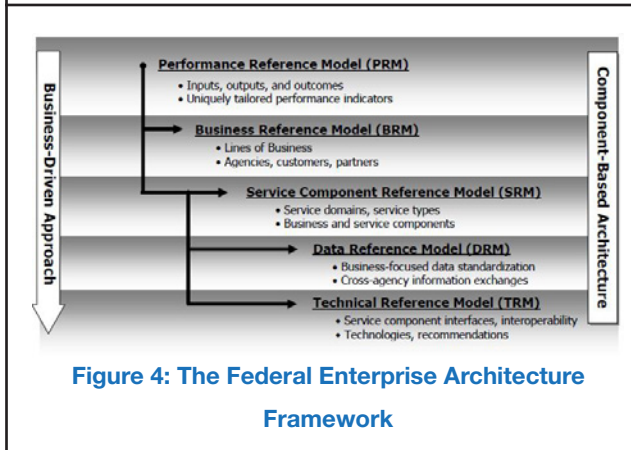 Business-Driven Approach
Performance Reference Model (PRM)
• Inputs, outputs, and outcomes
• Uniquely tailored performance indicators
Business Reference Model (BRM)
• Lines of Business
• Agencies, customers, partners
Service Component Reference Model (SRM)
• Service domains, service types
• Business and service components
Data Reference Model (DRM)
• Business-focused data standardization
• Cross-agency information exchanges
Technical Reference Model (TRM)
• Service component interfaces, interoperability
• Technologies, recommendations
Component-Based Architecture
Figure 4: The Federal Enterprise Architecture
Framework